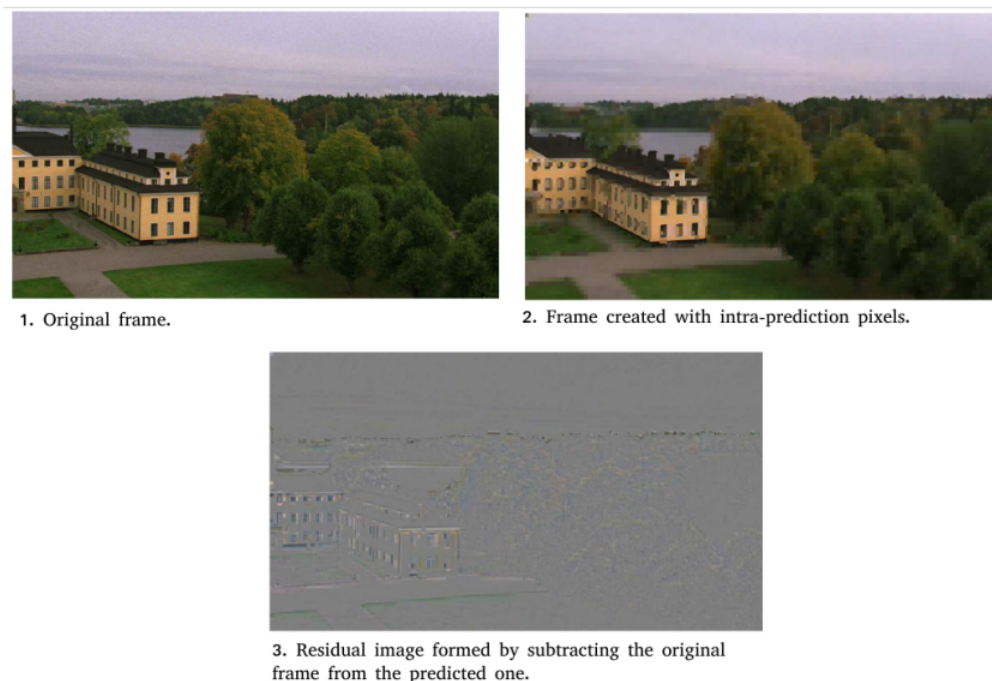 1. Original frame.
2. Frame created with intra-prediction pixels.
3. Residual image formed by subtracting the original
frame from the predicted one.